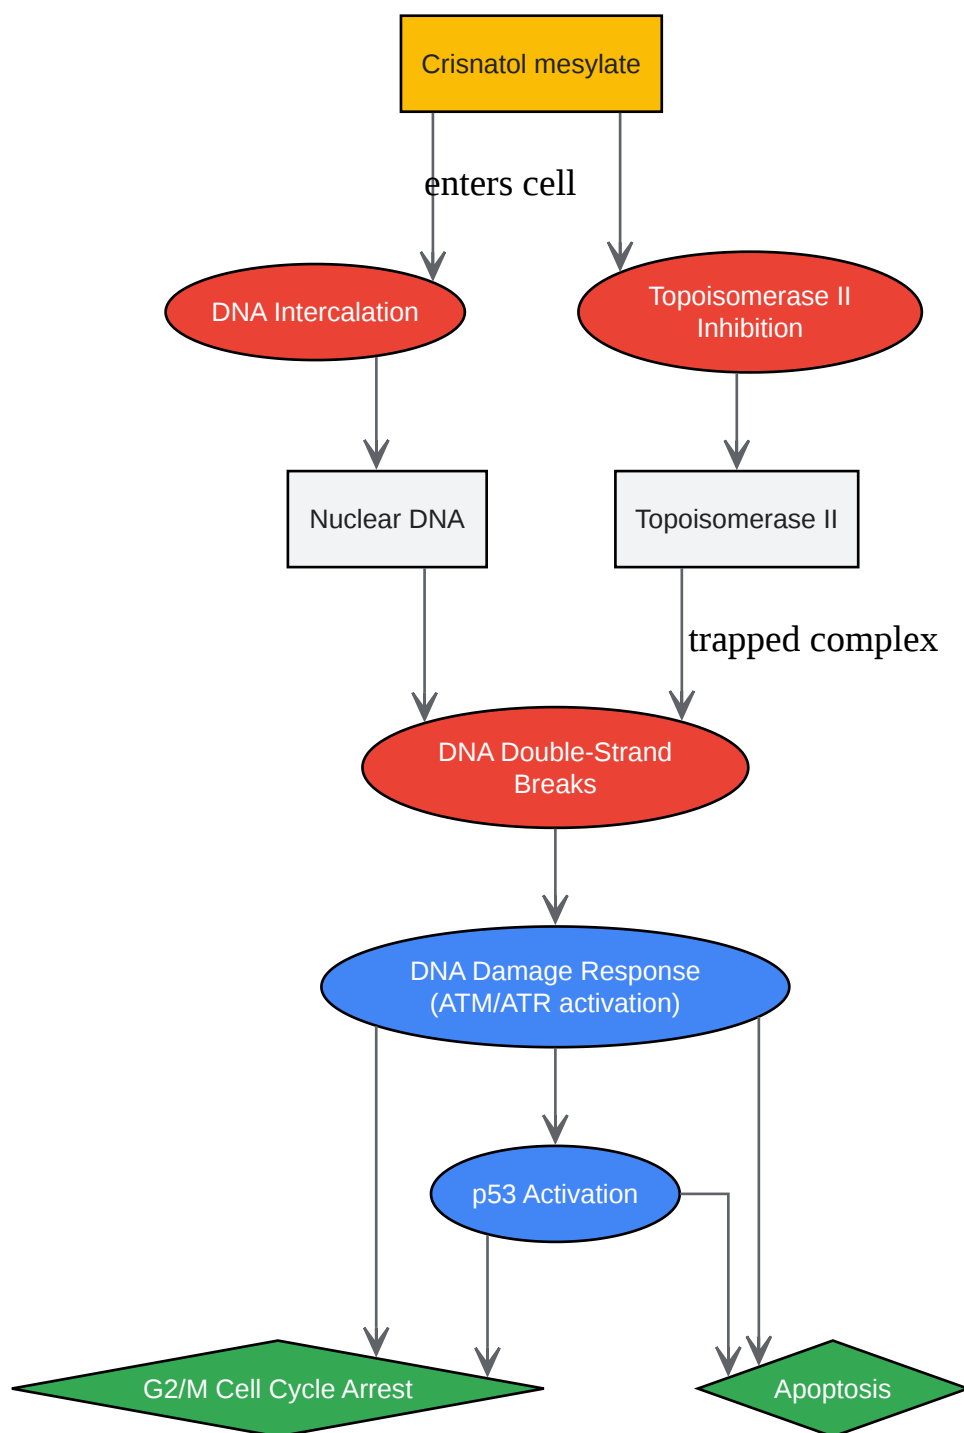 Crisnatol mesylate
enters cell
DNA Intercalation
Topoisomerase II
Inhibition
Nuclear DNA
Topoisomerase II
trapped complex
DNA Double-Strand
Breaks
DNA Damage Response
(ATM/ATR activation)
p53 Activation
G2/M Cell Cycle Arrest
Apoptosis